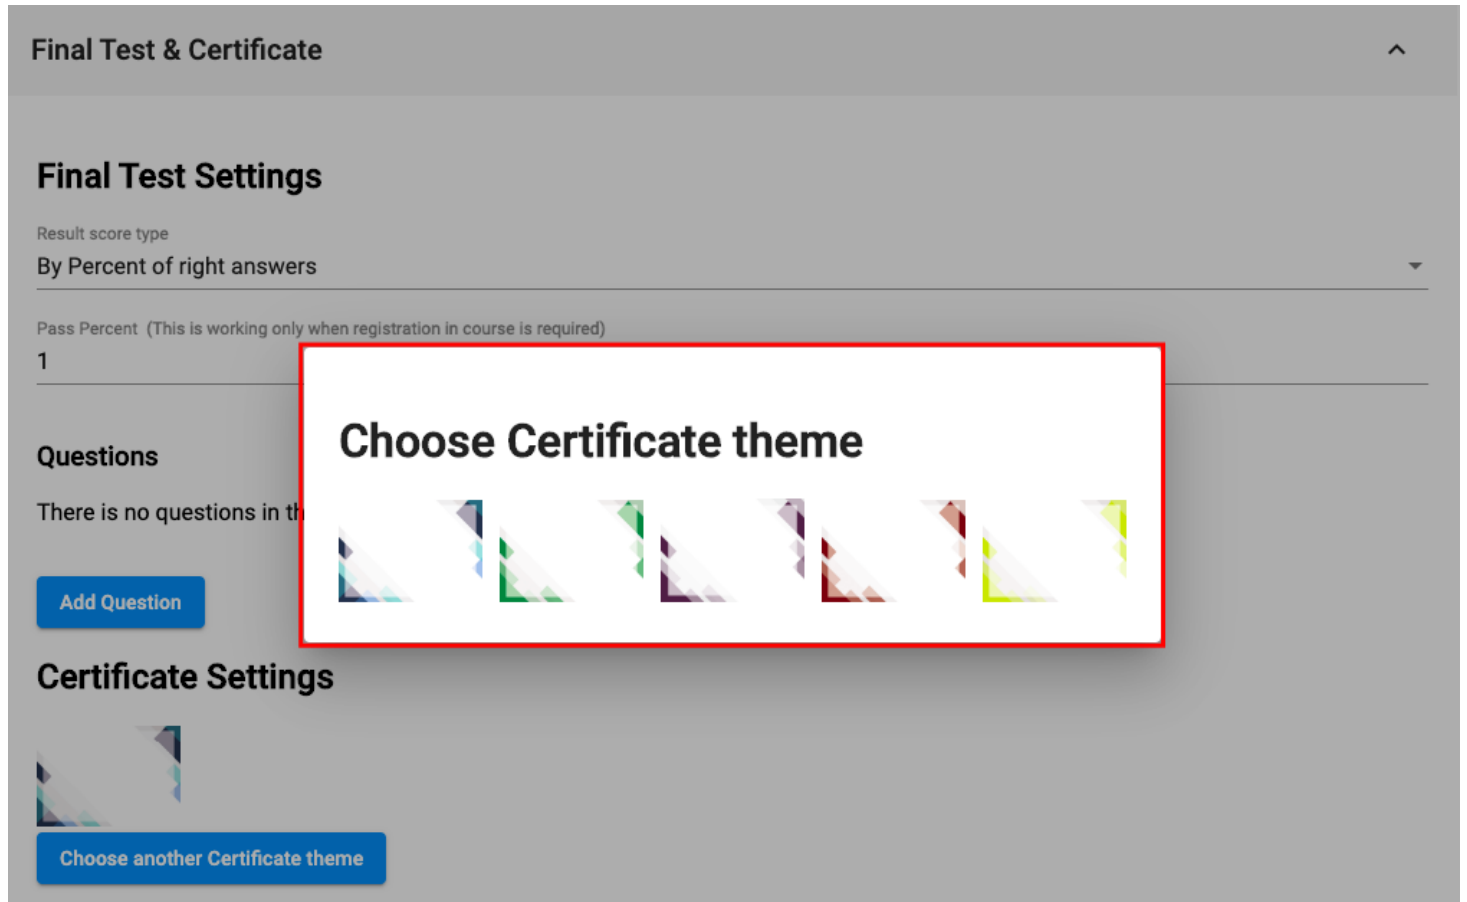 Final Test & Certificate
Final Test Settings
Result score type
By Percent of right answers
Pass Percent (This is working only when registration in course is required)
1
Choose Certificate theme
Questions
There is no questions in
Add Question
Certificate Settings
Choose another Certificate theme